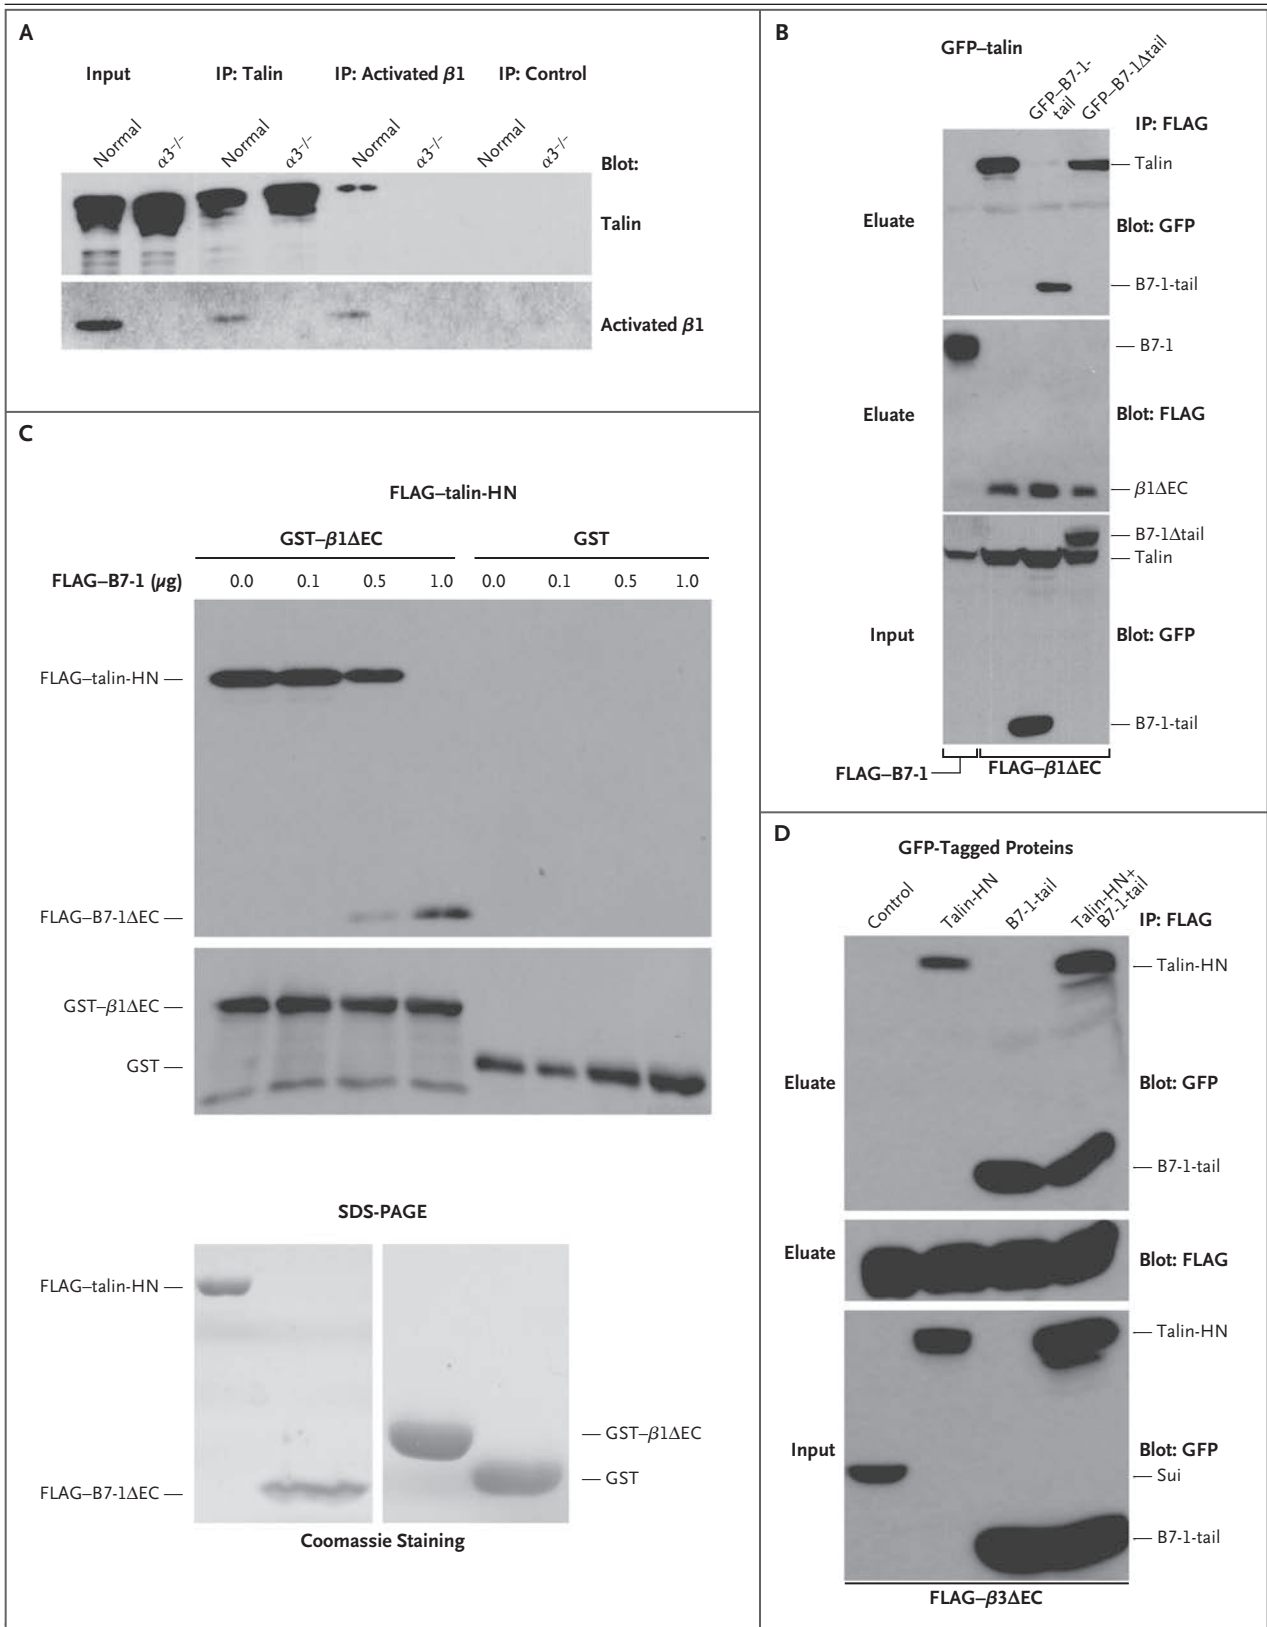 A
Input IP: Talin IP: Activated β1 IP: Control
Normal α3-/- Normal α3-/- Normal α3-/- Normal α3-/-
Blot:
Talin
Activated β1
B
GFP–talin
GFP–B7-1-
tail
GFP–B7-1Δtail
IP: FLAG
Talin
Eluate Blot: GFP
B7-1-tail
B7-1
Eluate Blot: FLAG
β1ΔEC
B7-1Δtail
Talin
Input Blot: GFP
B7-1-tail
FLAG–B7-1 FLAG–β1ΔEC
C
FLAG–talin-HN
GST–β1ΔEC GST
FLAG–B7-1 (µg) 0.0 0.1 0.5 1.0 0.0 0.1 0.5 1.0
FLAG–talin-HN
FLAG–B7-1ΔEC
GST–β1ΔEC
GST
SDS-PAGE
FLAG–talin-HN
GST–β1ΔEC
GST
FLAG–B7-1ΔEC
Coomassie Staining
D
GFP-Tagged Proteins
Control Talin-HN B7-1-tail Talin-HN+
B7-1-tail
IP: FLAG
Talin-HN
Eluate Blot: GFP
B7-1-tail
Eluate Blot: FLAG
Talin-HN
Input Blot: GFP
Sui
B7-1-tail
FLAG–β3ΔEC